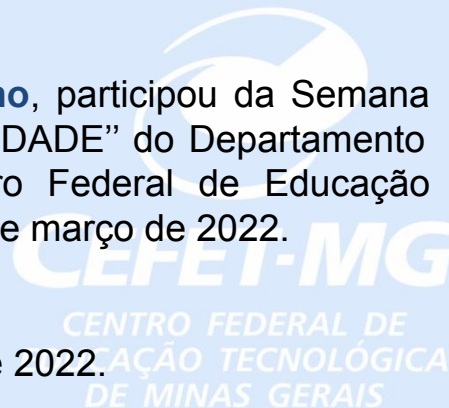 no, participou da Semana
DADE’’ do Departamento
ro Federal de Educação
e março de 2022.
CEFET-MG
CENTRO FEDERAL DE
EDUCAÇÃO TECNOLÓGICA
e 2022.
DE MINAS GERAIS